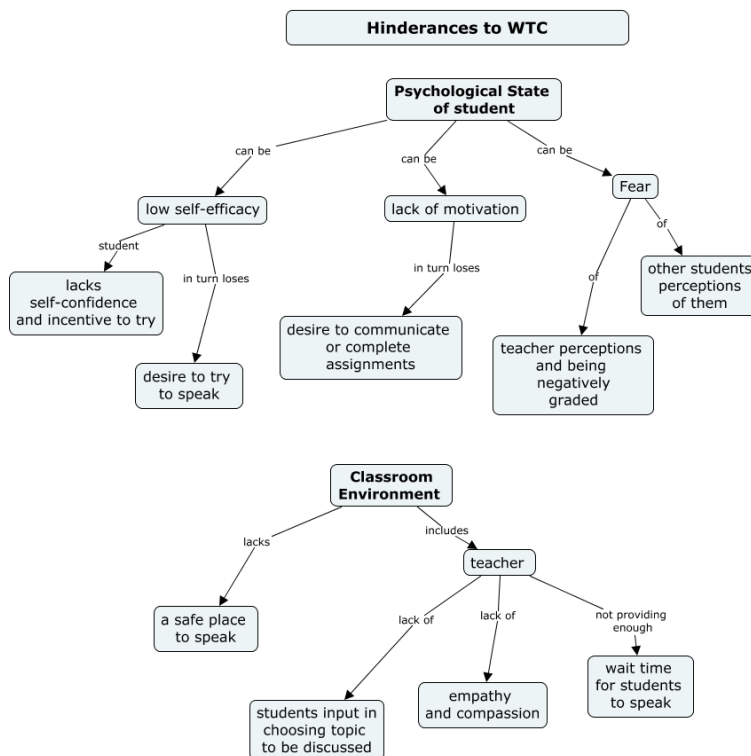 Hinderances to WTC
Psychological State
of student
can be
can be
can be
low self-efficacy
lack of motivation
Fear
student
in turn loses
in turn loses
of
of
lacks
self-confidence
and incentive to try
desire to try
to speak
desire to communicate
or complete
assignments
teacher perceptions
and being
negatively
graded
other students
perceptions
of them
Classroom
Environment
lacks
includes
a safe place
to speak
teacher
lack of
lack of
not providing
enough
students input in
choosing topic
to be discussed
empathy
and compassion
wait time
for students
to speak